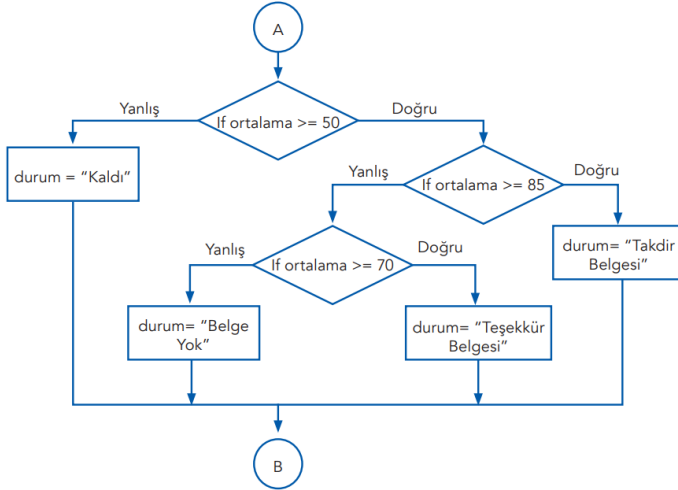 A
Yanlış
If ortalama >= 50
Doğru
durum = “Kaldı”
Yanlış
If ortalama >= 85
Doğru
Yanlış
If ortalama >= 70
Doğru
durum= “Takdir
Belgesi”
durum= “Belge
Yok”
durum= “Teşekkür
Belgesi”
B